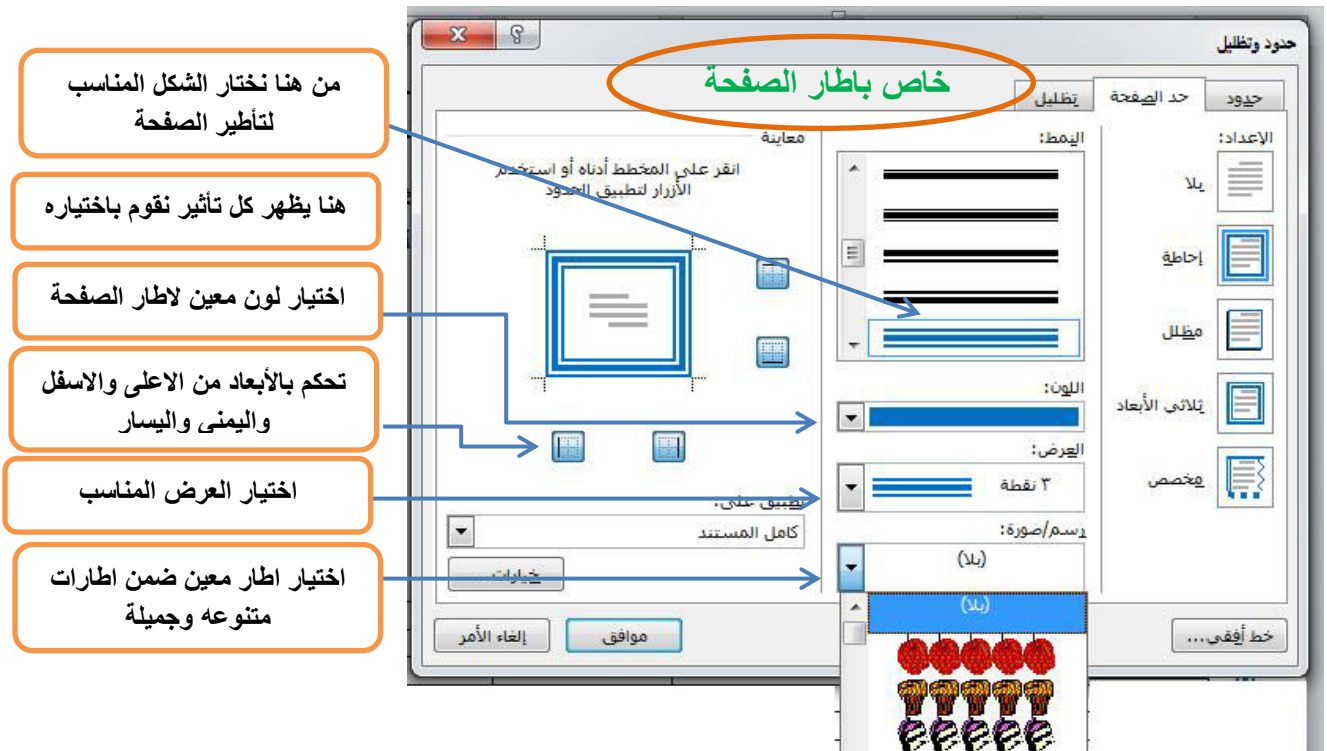 حدود وتظليل
خاص باطار الصفحة
حدود
حد الصفحة
تظليل
الإعداد:
بلا
إحاطة
مظلل
ثلاثي الأبعاد
مخصص
النمط:
اللون:
العرض:
٣ نقطة
رسم/صورة:
(بلا)
(بلا)
معاينة
انقر على المخطط أدناه أو استخدم
الأزرار لتطبيق الحدود
تطبيق على:
كامل المستند
خيارات...
خط أفقي...
موافق
إلغاء الأمر
من هنا نختار الشكل المناسب
لتأطير الصفحة
هنا يظهر كل تأثير نقوم باختياره
اختيار لون معين لاطار الصفحة
تحكم بالأبعاد من الاعلى والاسفل
واليمنى واليسار
اختيار العرض المناسب
اختيار اطار معين ضمن اطارات
متنوعه وجميلة